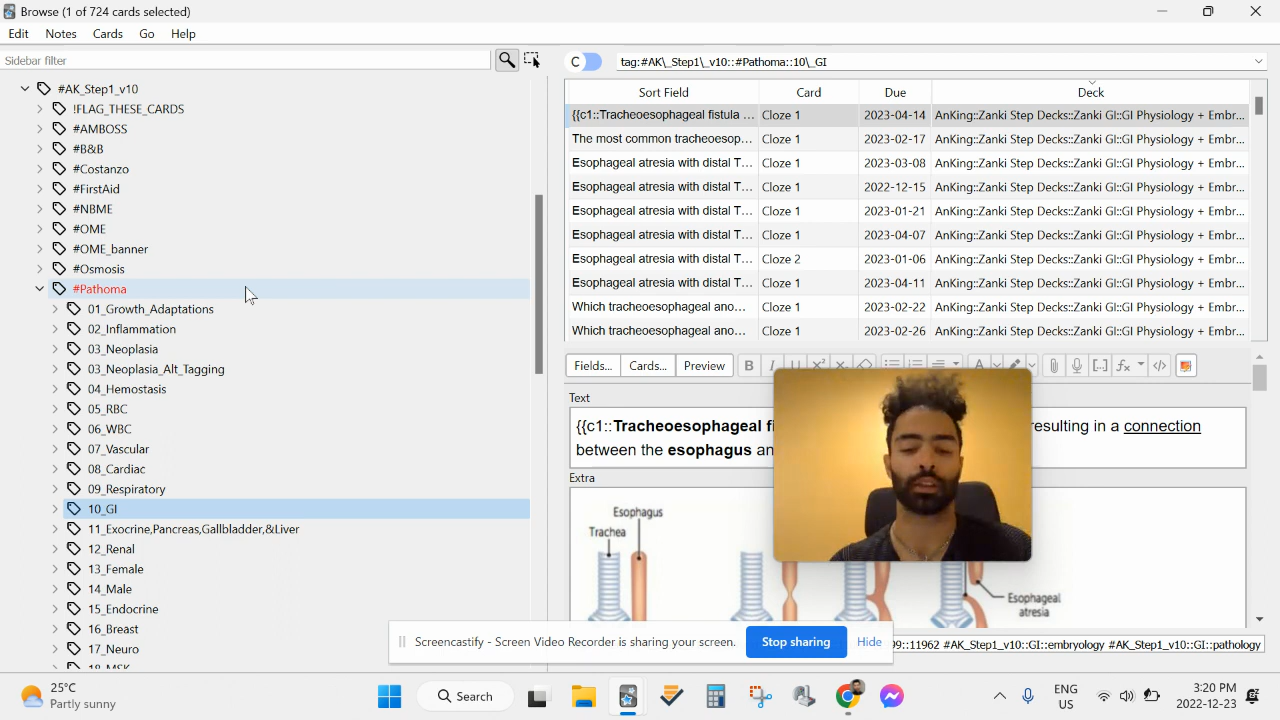 Browse (1 of 724 cards selected)
Edit Notes Cards Go Help
Sidebar filter
#AK_Step1_v10
!FLAG_THESE_CARDS
#AMBOSS
#B&B
#Costanzo
#FirstAid
#NBME
#OME
#OME_banner
#Osmosis
#Pathoma
01_Growth_Adaptations
02_Inflammation
03_Neoplasia
03_Neoplasia_Alt_Tagging
04_Hemostasis
05_RBC
06_WBC
07_Vascular
08_Cardiac
09_Respiratory
10_GI
11_Exocrine,Pancreas,Gallbladder,&Liver
12_Renal
13_Female
14_Male
15_Endocrine
16_Breast
17_Neuro
18_MSK
C tag:#AK\_Step1\_v10::#Pathoma::10\_GI
Sort Field Card Due Deck
{{c1::Tracheoesophageal fistula ... Cloze 1 2023-04-14 AnKing::Zanki Step Decks::Zanki GI::GI Physiology + Embr...
The most common tracheoesop... Cloze 1 2023-02-17 AnKing::Zanki Step Decks::Zanki GI::GI Physiology + Embr...
Esophageal atresia with distal T... Cloze 1 2023-03-08 AnKing::Zanki Step Decks::Zanki GI::GI Physiology + Embr...
Esophageal atresia with distal T... Cloze 1 2022-12-15 AnKing::Zanki Step Decks::Zanki GI::GI Physiology + Embr...
Esophageal atresia with distal T... Cloze 1 2023-01-21 AnKing::Zanki Step Decks::Zanki GI::GI Physiology + Embr...
Esophageal atresia with distal T... Cloze 1 2023-04-07 AnKing::Zanki Step Decks::Zanki GI::GI Physiology + Embr...
Esophageal atresia with distal T... Cloze 2 2023-01-06 AnKing::Zanki Step Decks::Zanki GI::GI Physiology + Embr...
Esophageal atresia with distal T... Cloze 1 2023-04-11 AnKing::Zanki Step Decks::Zanki GI::GI Physiology + Embr...
Which tracheoesophageal ano... Cloze 1 2023-02-22 AnKing::Zanki Step Decks::Zanki GI::GI Physiology + Embr...
Which tracheoesophageal ano... Cloze 1 2023-02-26 AnKing::Zanki Step Decks::Zanki GI::GI Physiology + Embr...
Fields... Cards... Preview B I U A
Text
{{c1::Tracheoesophageal fi resulting in a connection
between the esophagus an
Extra
Esophagus
Trachea
Esophageal
atresia
Screencastify - Screen Video Recorder is sharing your screen. Stop sharing Hide
99::11962 #AK_Step1_v10::GI::embryology #AK_Step1_v10::GI::pathology
25°C
Partly sunny
Search
ENG
US
3:20 PM
2022-12-23